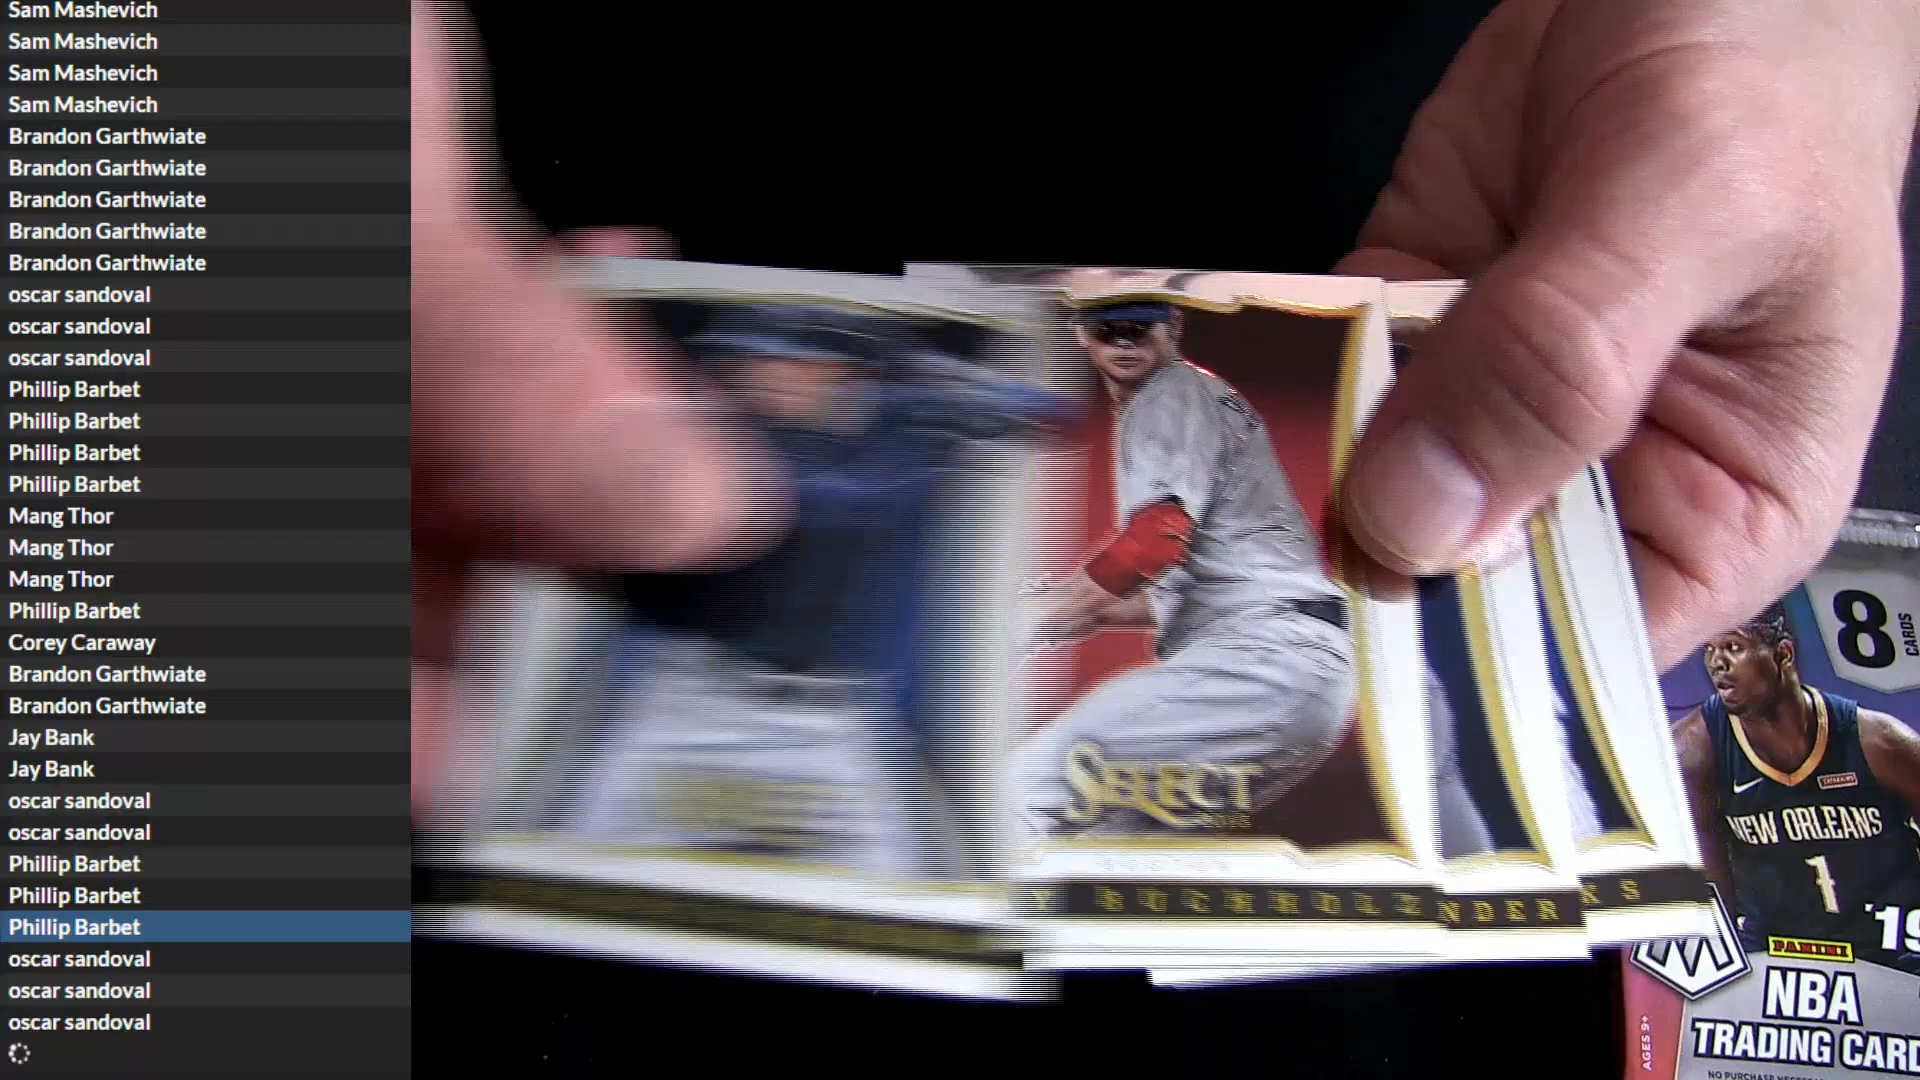 Sam Mashevich
Sam Mashevich
Sam Mashevich
Sam Mashevich
Brandon Garthwiate
Brandon Garthwiate
Brandon Garthwiate
Brandon Garthwiate
Brandon Garthwiate
oscar sandoval
oscar sandoval
oscar sandoval
Phillip Barbet
Phillip Barbet
Phillip Barbet
Phillip Barbet
Mang Thor
Mang Thor
Mang Thor
Phillip Barbet
Corey Caraway
Brandon Garthwiate
Brandon Garthwiate
Jay Bank
Jay Bank
oscar sandoval
oscar sandoval
Phillip Barbet
Phillip Barbet
Phillip Barbet
oscar sandoval
oscar sandoval
oscar sandoval
SELECT
Y BUCHHOLZ
NDER
KS
8
CARDS
NEW ORLEANS
1
'19
PANINI
NBA
TRADING CARD
AGES 9+